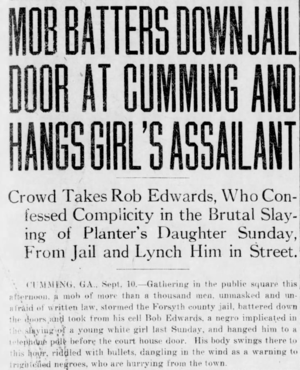 MOB BATTERS DOWN JAIL
DOOR AT CUMMING AND
HANGS GIRL'S ASSAILANT
Crowd Takes Rob Edwards, Who Con-
fessed Complicity in the Brutal Slay-
ing of Planter's Daughter Sunday,
From Jail and Lynch Him in Street.
CUMMING, GA., Sept. 10.—Gathering in the public square this
afternoon, a mob of more than a thousand men, unmasked and un-
afraid of written law, stormed the Forsyth county jail, battered down
the doors and took from his cell Bob Edwards, a negro implicated in
the slaying of a young white girl last Sunday, and hanged him to a
telephone pole before the court house door. His body swings there to
this hour, riddled with bullets, dangling in the wind as a warning to
frightened negroes, who are hurrying from the town.